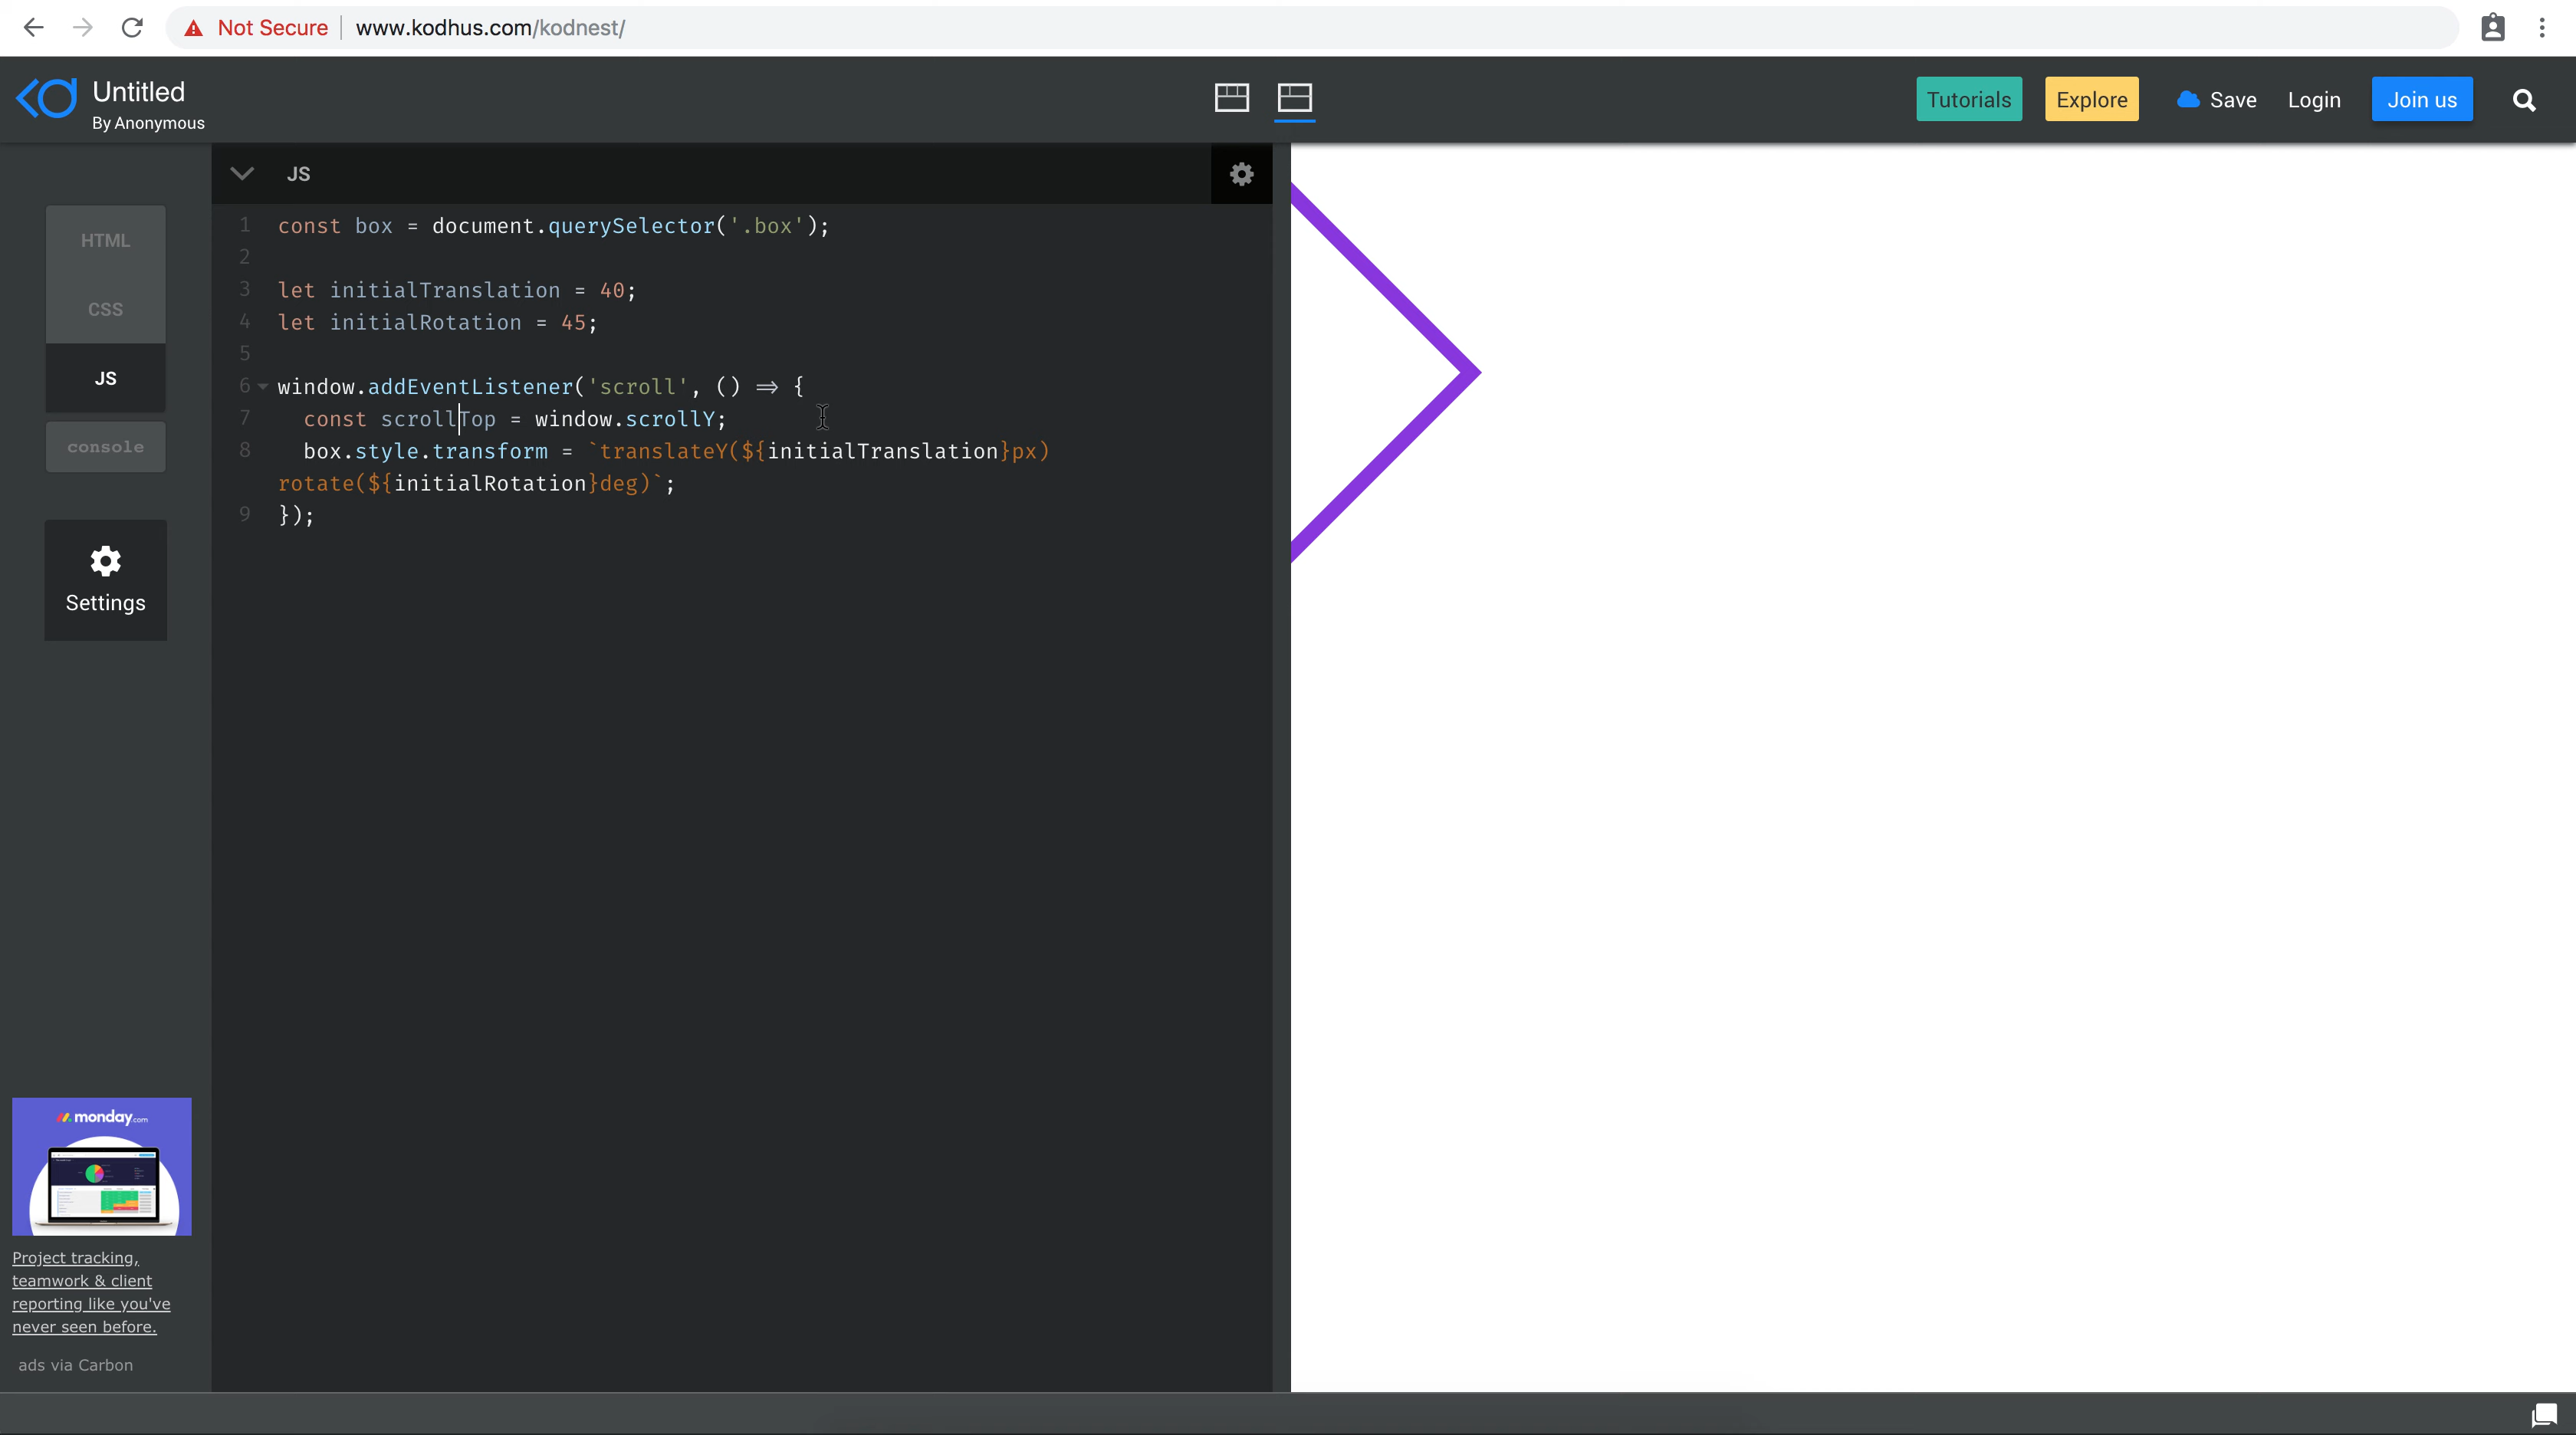 Not Secure www.kodhus.com/kodnest/
Untitled
By Anonymous
Tutorials
Explore
Save
Login
Join us
JS
HTML
CSS
JS
console
Settings
1 const box = document.querySelector('.box');
2
3 let initialTranslation = 40;
4 let initialRotation = 45;
5
6 window.addEventListener('scroll', () => {
7 const scrollTop = window.scrollY;
8 box.style.transform = `translateY(${initialTranslation}px)
rotate(${initialRotation}deg)`;
9 });
monday.com
Project tracking,
teamwork & client
reporting like you've
never seen before.
ads via Carbon